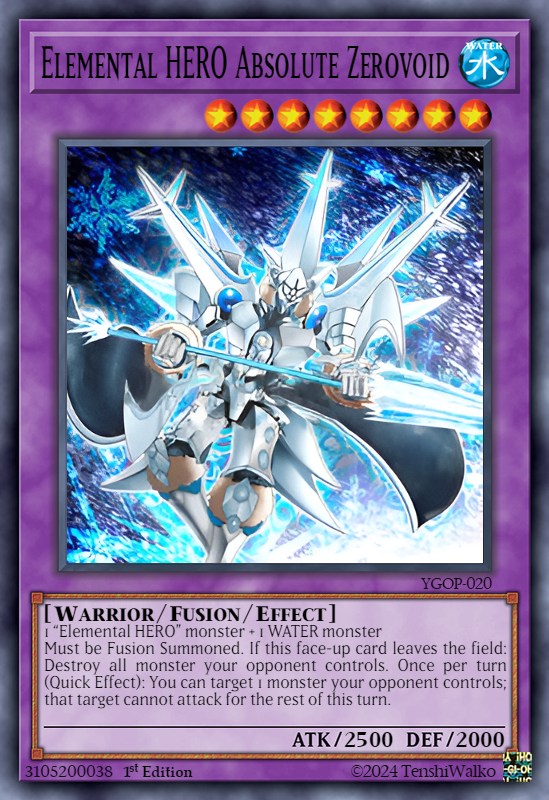 Elemental HERO Absolute Zerovoid
WATER
水
YGOP-020
[Warrior/Fusion/Effect]
1 “Elemental HERO” monster + 1 WATER monster
Must be Fusion Summoned. If this face-up card leaves the field:
Destroy all monster your opponent controls. Once per turn
(Quick Effect): You can target 1 monster your opponent controls;
that target cannot attack for the rest of this turn.
ATK/2500 DEF/2000
3105200038 1st Edition ©2024 TenshiWalko